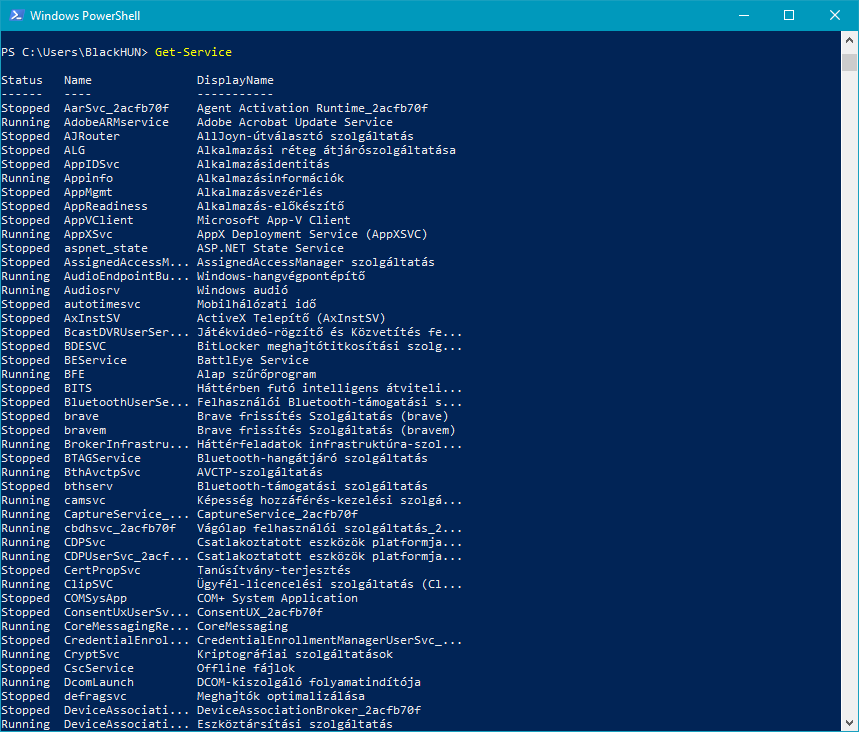 Windows PowerShell
PS C:\Users\BlackHUN> Get-Service
Status   Name               DisplayName
------   ----               -----------
Stopped  AarSvc_2acfb70f    Agent Activation Runtime_2acfb70f
Running  AdobeARMservice    Adobe Acrobat Update Service
Stopped  AJRouter           AllJoyn-útválasztó szolgáltatás
Stopped  ALG                Alkalmazási réteg átjárószolgáltatása
Stopped  AppIDSvc           Alkalmazásidentitás
Running  Appinfo            Alkalmazásinformációk
Stopped  AppMgmt            Alkalmazásvezérlés
Stopped  AppReadiness       Alkalmazás-előkészítő
Stopped  AppVClient         Microsoft App-V Client
Running  AppXSvc            AppX Deployment Service (AppXSVC)
Stopped  aspnet_state       ASP.NET State Service
Stopped  AssignedAccessM... AssignedAccessManager szolgáltatás
Running  AudioEndpointBu... Windows-hangvégpontépítő
Running  Audiosrv           Windows audió
Stopped  autotimesvc        Mobilhálózati idő
Stopped  AxInstSV           ActiveX Telepítő (AxInstSV)
Stopped  BcastDVRUserSer... Játékvideó-rögzítő és Közvetítés fe...
Stopped  BDESVC             BitLocker meghajtótitkosítási szolg...
Stopped  BEService          BattlEye Service
Running  BFE                Alap szűrőprogram
Stopped  BITS               Háttérben futó intelligens átviteli...
Stopped  BluetoothUserSe... Felhasználói Bluetooth-támogatási s...
Stopped  brave              Brave frissítés Szolgáltatás (brave)
Stopped  bravem             Brave frissítés Szolgáltatás (bravem)
Running  BrokerInfrastru... Háttérfeladatok infrastruktúra-szol...
Stopped  BTAGService        Bluetooth-hangátjáró szolgáltatás
Running  BthAvctpSvc        AVCTP-szolgáltatás
Stopped  bthserv            Bluetooth-támogatási szolgáltatás
Running  camsvc             Képesség hozzáférés-kezelési szolgá...
Running  CaptureService_... CaptureService_2acfb70f
Running  cbdhsvc_2acfb70f   Vágólap felhasználói szolgáltatás_2...
Running  CDPSvc             Csatlakoztatott eszközök platformja...
Running  CDPUserSvc_2acf... Csatlakoztatott eszközök platformja...
Stopped  CertPropSvc        Tanúsítvány-terjesztés
Running  ClipSVC            Ügyfél-licencelési szolgáltatás (Cl...
Stopped  COMSysApp          COM+ System Application
Stopped  ConsentUxUserSv... ConsentUX_2acfb70f
Running  CoreMessagingRe... CoreMessaging
Stopped  CredentialEnrol... CredentialEnrollmentManagerUserSvc_...
Running  CryptSvc           Kriptográfiai szolgáltatások
Stopped  CscService         Offline fájlok
Running  DcomLaunch         DCOM-kiszolgáló folyamatindítója
Stopped  defragsvc          Meghajtók optimalizálása
Stopped  DeviceAssociati... DeviceAssociationBroker_2acfb70f
Running  DeviceAssociati... Eszköztársítási szolgáltatás